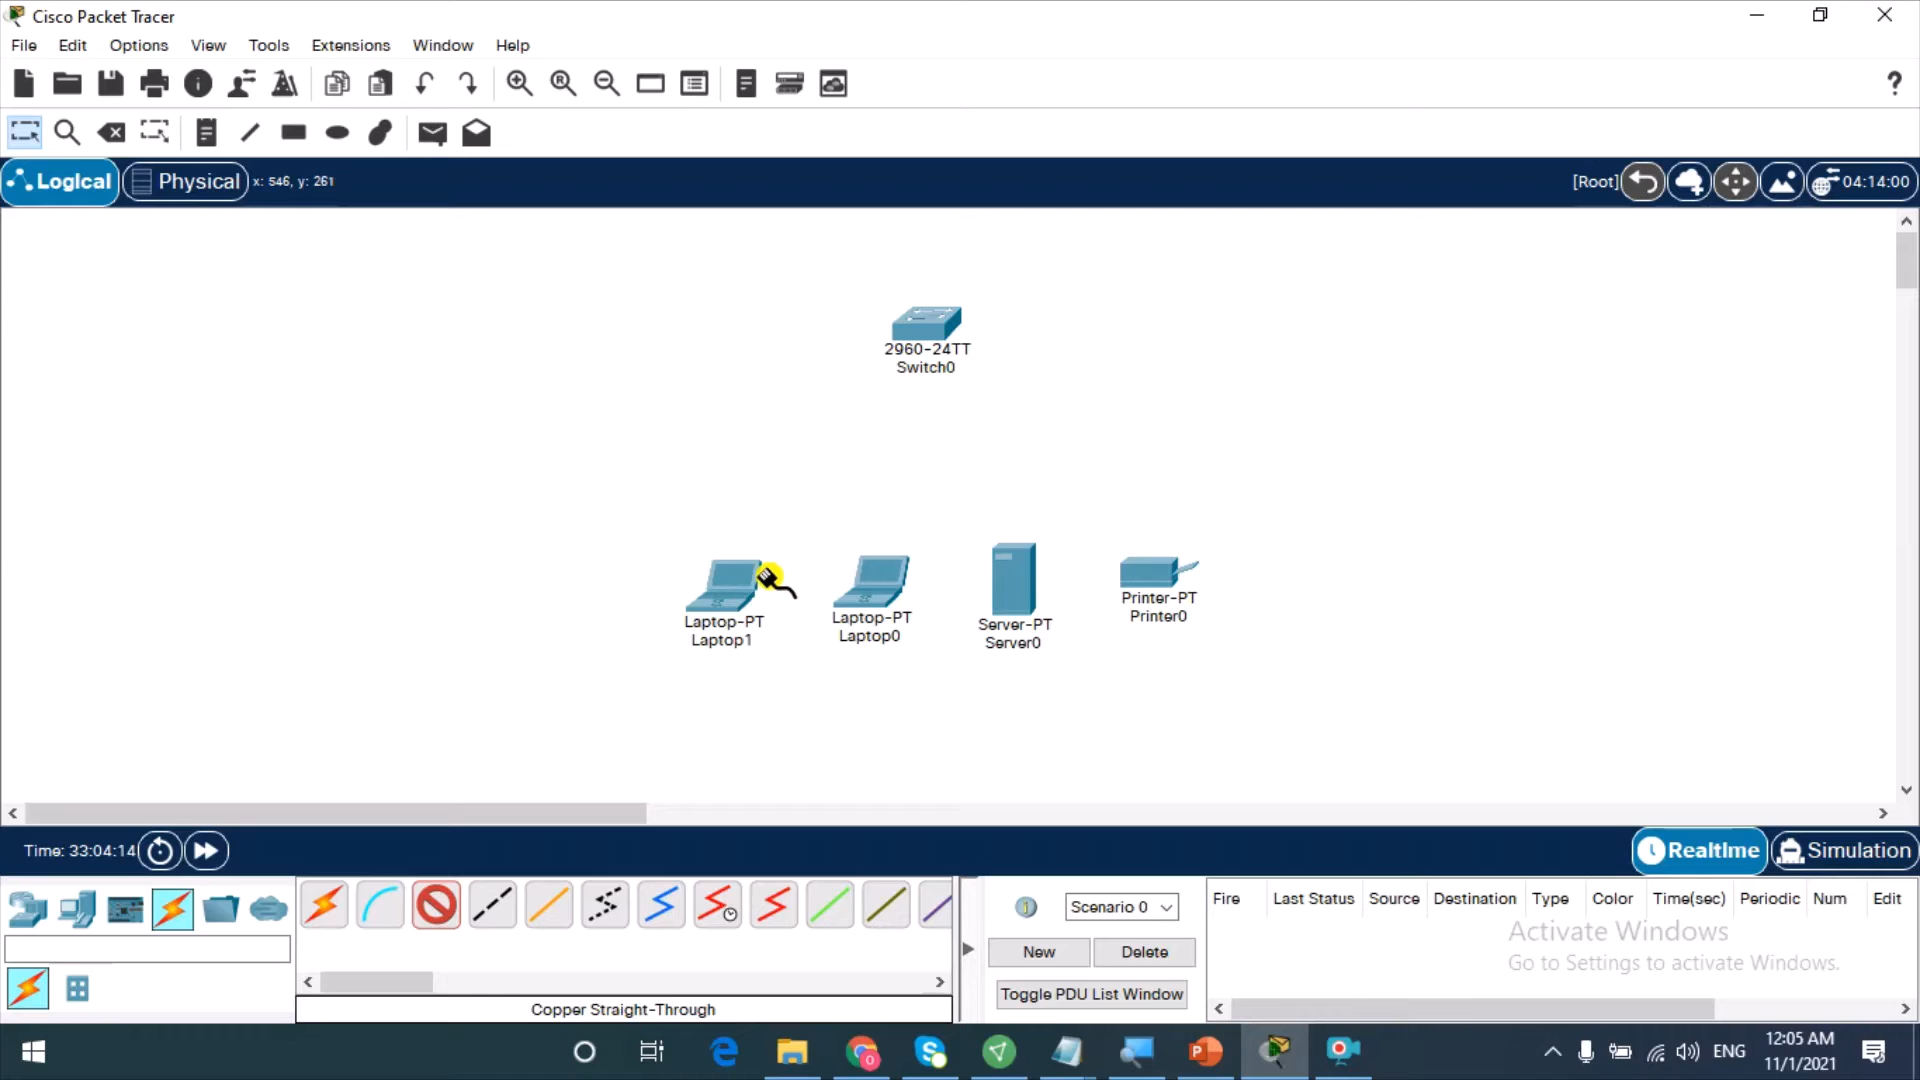 Cisco Packet Tracer
File Edit Options View Tools Extensions Window Help
?
Logical Physical x: 546, y: 261 [Root] 04:14:00
2960-24TT
Switch0
Laptop-PT
Laptop1
Laptop-PT
Laptop0
Server-PT
Server0
Printer-PT
Printer0
Time: 33:04:14 Realtime Simulation
Scenario 0
New Delete
Toggle PDU List Window
Fire Last Status Source Destination Type Color Time(sec) Periodic Num Edit
Activate Windows
Go to Settings to activate Windows.
Copper Straight-Through
ENG
12:05 AM
11/1/2021